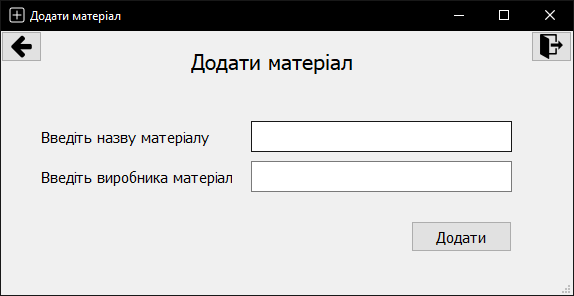 Додати матеріал
Додати матеріал
Введіть назву матеріалу
Введіть виробника матеріал
Додати